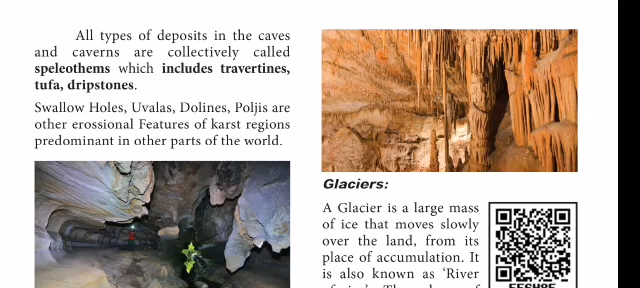 All types of deposits in the caves
and caverns are collectively called
speleothems which includes travertines,
tufa, dripstones.
Swallow Holes, Uvalas, Dolines, Poljis are
other erossional Features of karst regions
predominant in other parts of the world.
Glaciers:
A Glacier is a large mass
of ice that moves slowly
over the land, from its
place of accumulation. It
is also known as ‘River